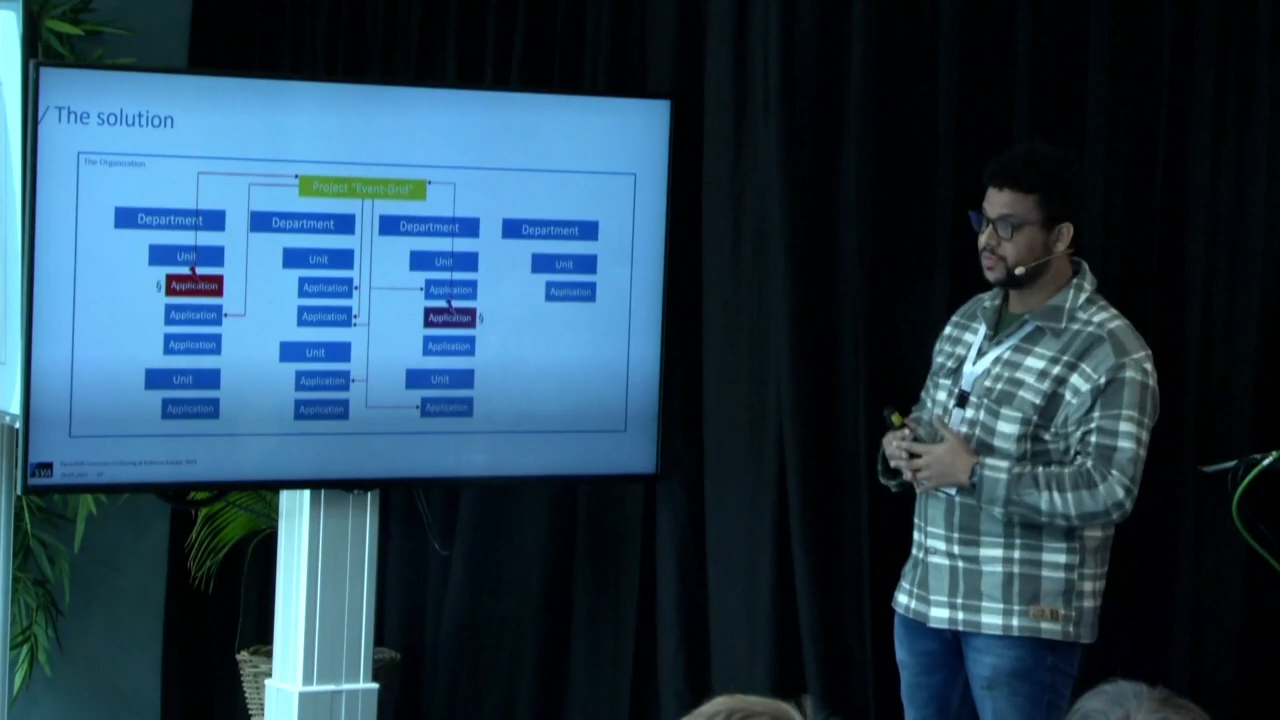 / The solution
The Organization
Project "Event-Grid"
Department
Department
Department
Department
Unit
§ Application
Application
Application
Unit
Application
Unit
Application
Application
Unit
Application
Application
Unit
Application
Application §
Application
Unit
Application
Unit
Application
SVA